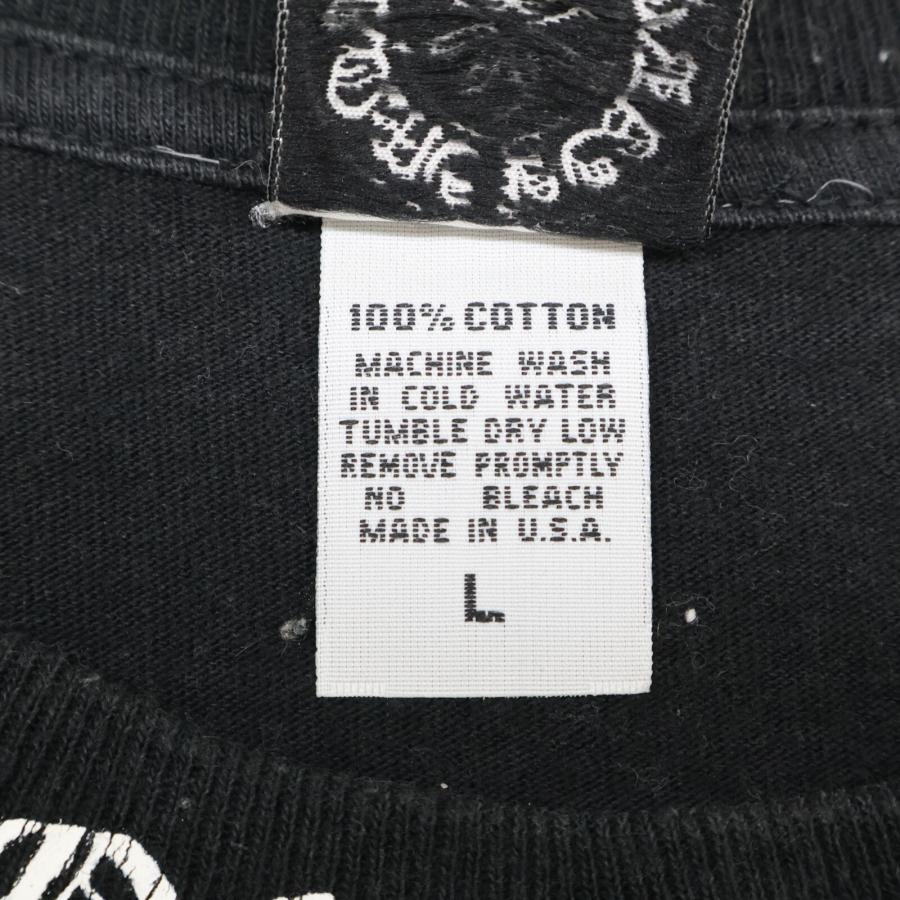 100% COTTON
MACHINE WASH
IN COLD WATER
TUMBLE DRY LOW
REMOVE PROMPTLY
NO BLEACH
MADE IN U.S.A.
L